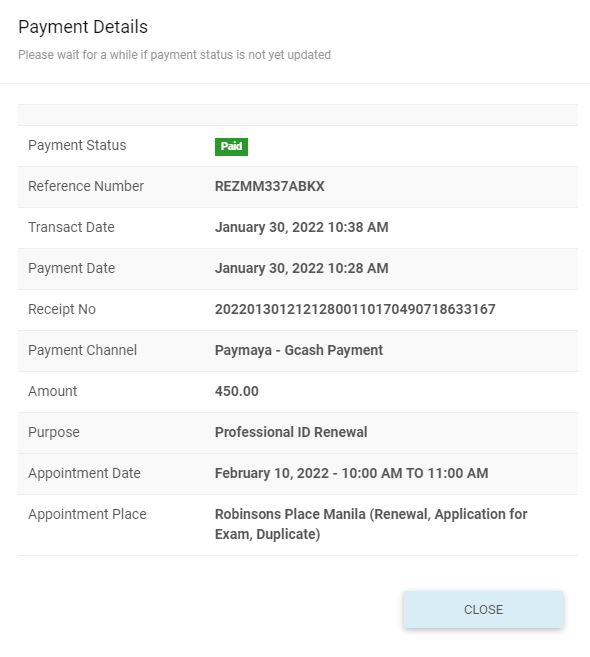 Payment Details
Please wait for a while if payment status is not yet updated
Payment Status Paid
Reference Number REZMM337ABKX
Transact Date January 30, 2022 10:38 AM
Payment Date January 30, 2022 10:28 AM
Receipt No 20220130121212800110170490718633167
Payment Channel Paymaya - Gcash Payment
Amount 450.00
Purpose Professional ID Renewal
Appointment Date February 10, 2022 - 10:00 AM TO 11:00 AM
Appointment Place Robinsons Place Manila (Renewal, Application for
Exam, Duplicate)
CLOSE